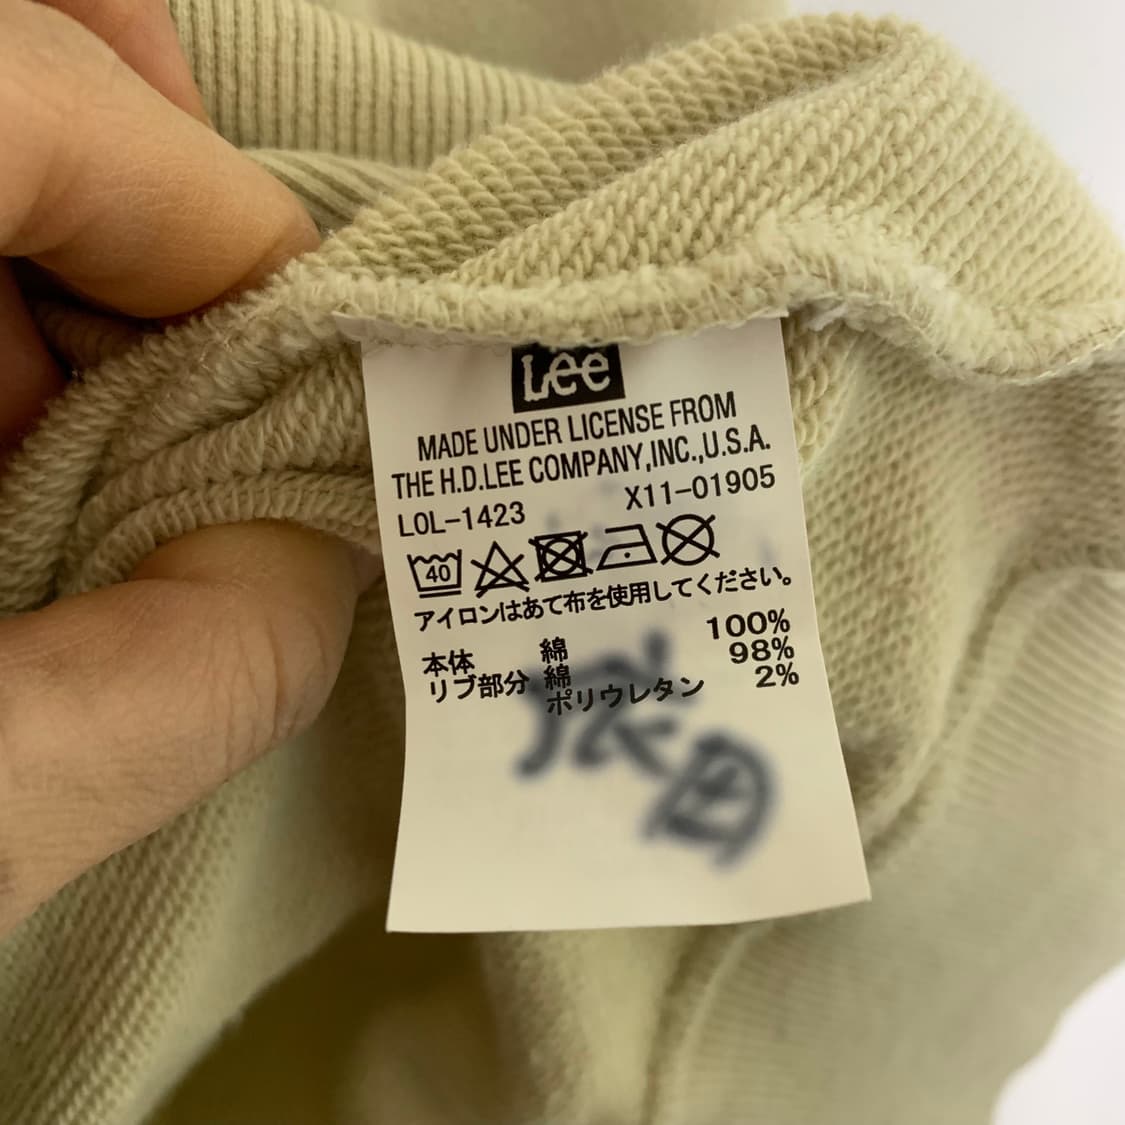 Lee
MADE UNDER LICENSE FROM
THE H.D.LEE COMPANY,INC.,U.S.A.
LOL-1423 X11-01905
40
アイロンはあて布を使用してください。
本体 綿 100%
リブ部分 綿 98%
ポリウレタン 2%